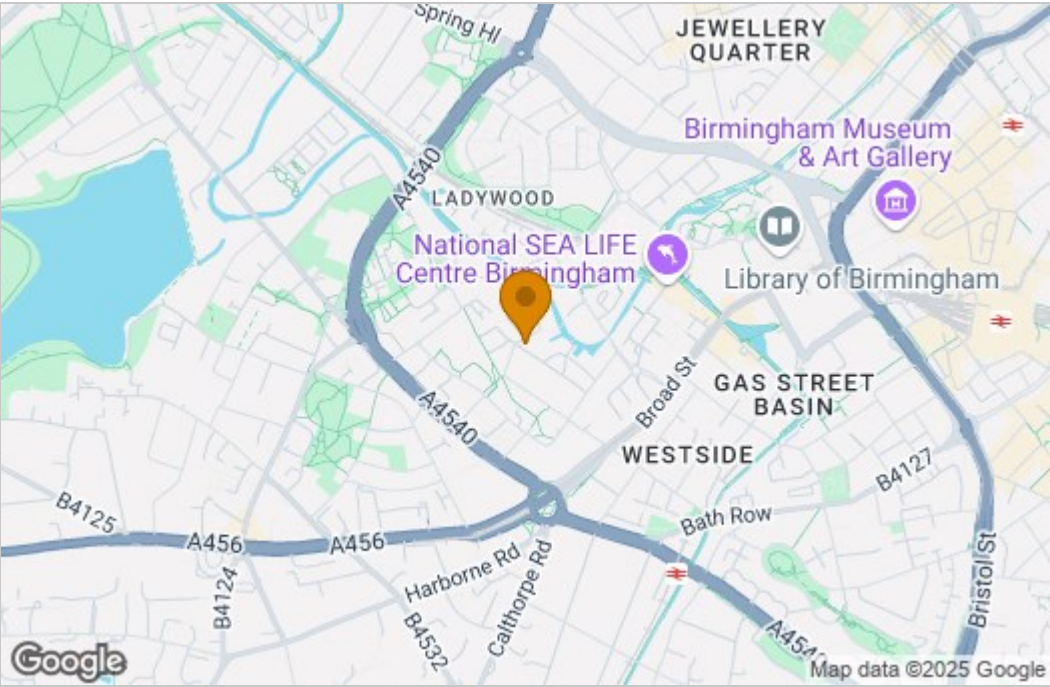 Spring Hl
JEWELLERY
QUARTER
Birmingham Museum
& Art Gallery
A4540
LADYWOOD
National SEA LIFE
Centre Birmingham
Library of Birmingham
Broad St
GAS STREET
BASIN
A4540
WESTSIDE
B4127
B4125
Bath Row
A456
A456
Harborne Rd
Calthorpe Rd
B4124
B4532
Bristol St
A4540
Google
Map data ©2025 Google